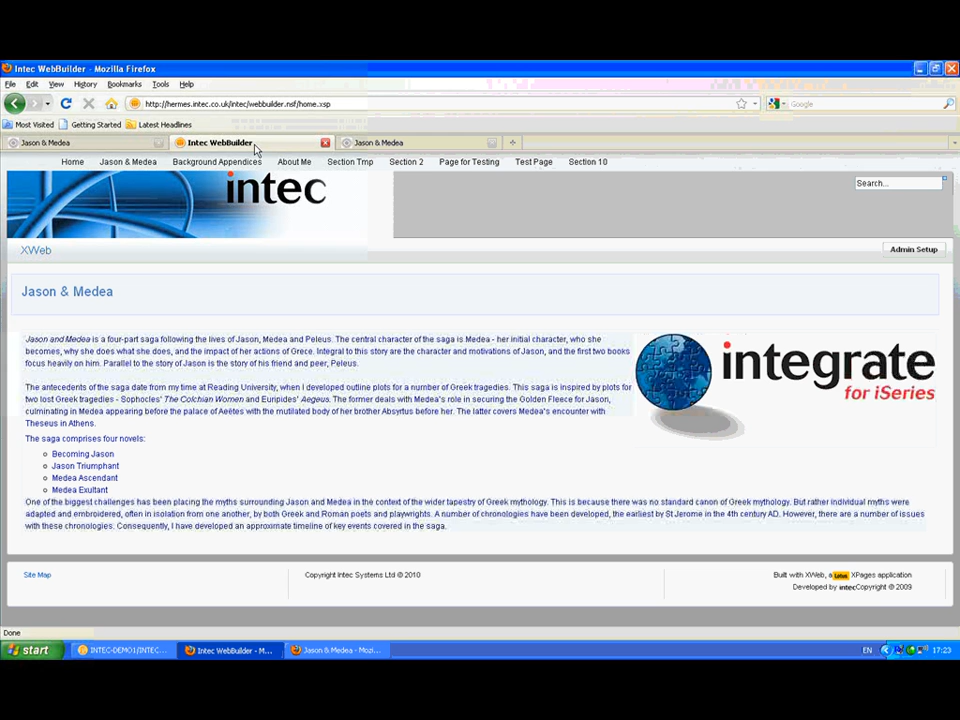 Intec WebBuilder - Mozilla Firefox
File Edit View History Bookmarks Tools Help
http://hermes.intec.co.uk/intec/webbuilder.nsf/home.xsp
Google
Most Visited Getting Started Latest Headlines
Jason & Medea Intec WebBuilder Jason & Medea
Home Jason & Medea Background Appendices About Me Section Tmp Section 2 Page for Testing Test Page Section 10
intec
Search...
XWeb
Admin Setup
Jason & Medea
Jason and Medea is a four-part saga following the lives of Jason, Medea and Peleus. The central character of the saga is Medea - her initial character, who she
becomes, why she does what she does, and the impact of her actions of Grece. Integral to this story are the character and motivations of Jason, and the first two books
focus heavily on him. Parallel to the story of Jason is the story of his friend and peer, Peleus.
The antecedents of the saga date from my time at Reading University, when I developed outline plots for a number of Greek tragedies. This saga is inspired by plots for
two lost Greek tragedies - Sophocles' The Colchian Women and Euripides' Aegeus. The former deals with Medea's role in securing the Golden Fleece for Jason,
culminating in Medea appearing before the palace of Aeëtes with the mutilated body of her brother Absyrtus before her. The latter covers Medea's encounter with
Theseus in Athens.
The saga comprises four novels:
Becoming Jason
Jason Triumphant
Medea Ascendant
Medea Exultant
integrate
for iSeries
One of the biggest challenges has been placing the myths surrounding Jason and Medea in the context of the wider tapestry of Greek mythology. This is because there was no standard canon of Greek mythology. But rather individual myths were
adapted and embroidered, often in isolation from one another, by both Greek and Roman poets and playwrights. A number of chronologies have been developed, the earliest by St Jerome in the 4th century AD. However, there are a number of issues
with these chronologies. Consequently, I have developed an approximate timeline of key events covered in the saga.
Site Map
Copyright Intec Systems Ltd @ 2010
Built with XWeb, a Lotus XPages application
Developed by intec Copyright @ 2009
Done
start INTEC-DEMO1/INTEC... Intec WebBuilder - M... Jason & Medea - Mozi... EN 17:23